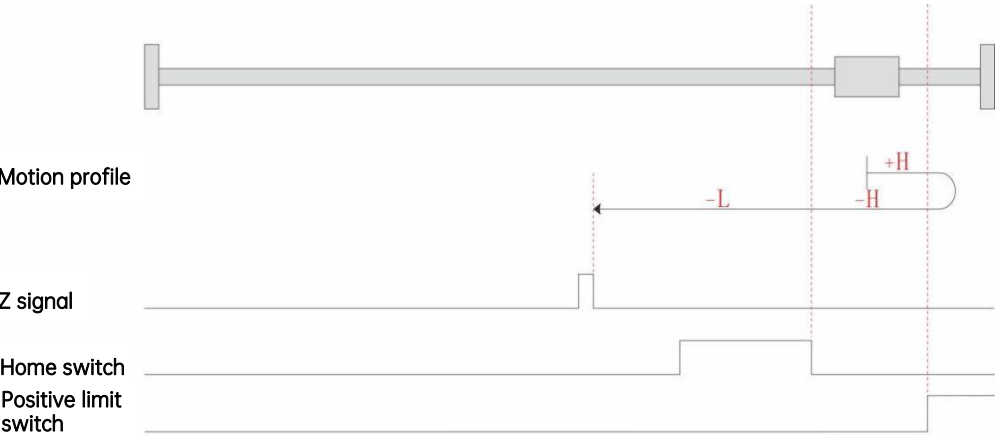 Motion profile
+H
-H
-L
Z signal
Home switch
Positive limit
switch